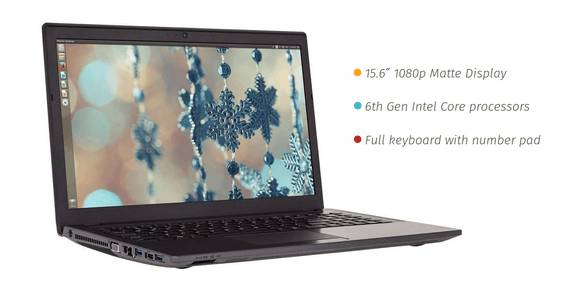 15.6″ 1080p Matte Display
6th Gen Intel Core processors
Full keyboard with number pad